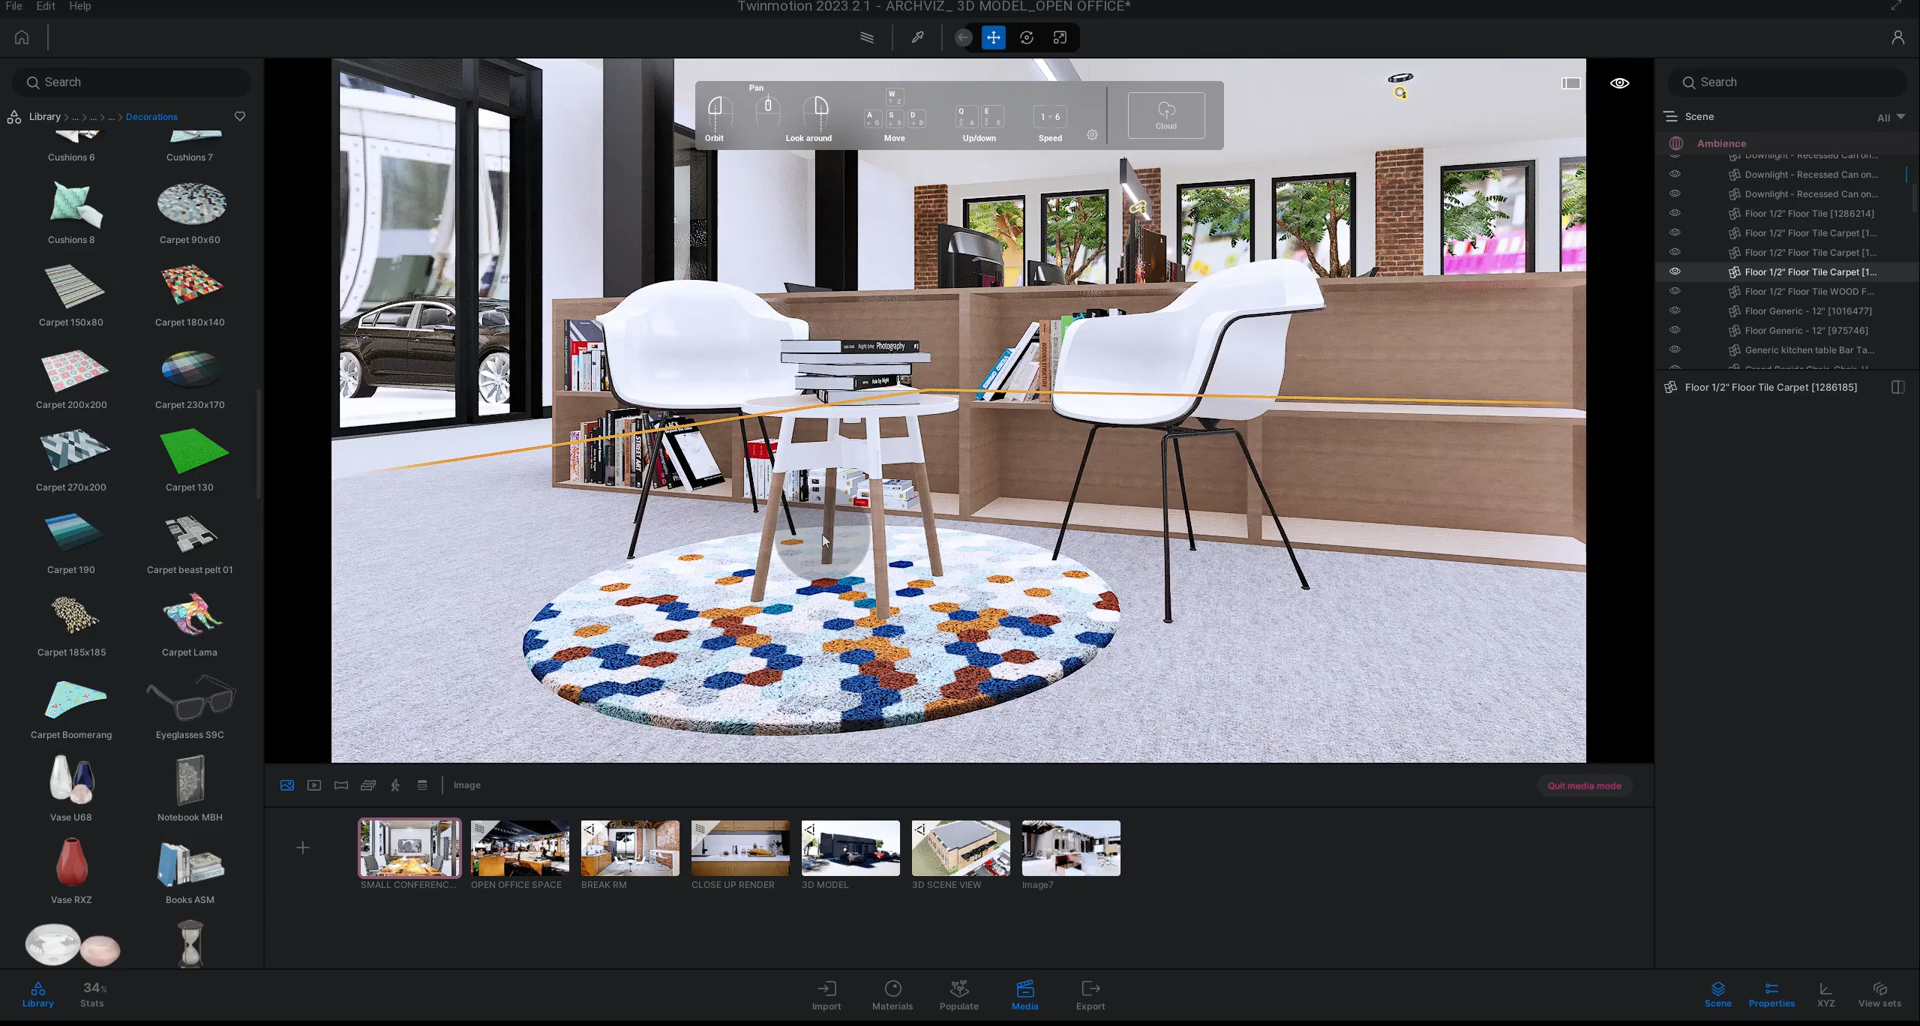 File Edit Help
Twinmotion 2023.2.1 - ARCHVIZ_ 3D MODEL_OPEN OFFICE*
Search
Library > ... > ... > ... > Decorations
Cushions 6
Cushions 7
Cushions 8
Carpet 90x60
Carpet 150x80
Carpet 180x140
Carpet 200x200
Carpet 230x170
Carpet 270x200
Carpet 130
Carpet 190
Carpet beast pelt 01
Carpet 185x185
Carpet Lama
Carpet Boomerang
Eyeglasses S9C
Vase U68
Notebook MBH
Vase RXZ
Books ASM
Pan
Orbit
Look around
W
A S D
Move
Q E
Up/down
1 - 6
Speed
Cloud
Photography
STREET ART
Search
Scene
All
Ambience
Downlight - Recessed Can on...
Downlight - Recessed Can on...
Downlight - Recessed Can on...
Floor 1/2" Floor Tile [1286214]
Floor 1/2" Floor Tile Carpet [1...
Floor 1/2" Floor Tile Carpet [1...
Floor 1/2" Floor Tile Carpet [1...
Floor 1/2" Floor Tile WOOD F...
Floor Generic - 12" [1016477]
Floor Generic - 12" [975746]
Generic kitchen table Bar Ta...
Floor 1/2" Floor Tile Carpet [1286185]
Image
Quit media mode
SMALL CONFERENC...
OPEN OFFICE SPACE
BREAK RM
CLOSE UP RENDER
3D MODEL
3D SCENE VIEW
Image7
Library
34%
Stats
Import
Materials
Populate
Media
Export
Scene
Properties
XYZ
View sets